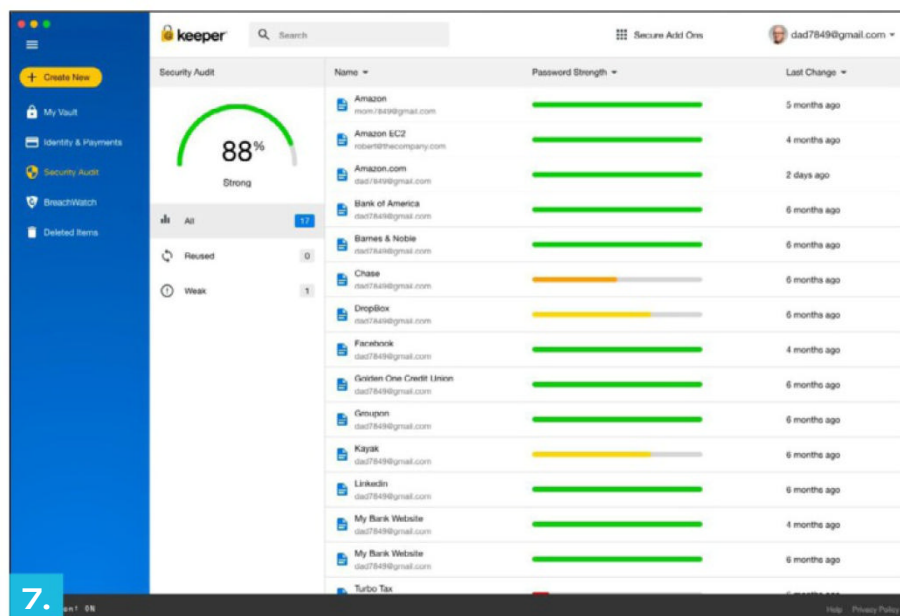 keeper
Search
Secure Add Ons
dad7849@gmail.com
Create New
My Vault
Identity & Payments
Security Audit
BreachWatch
Deleted Items
Security Audit
88%
Strong
All 17
Reused 0
Weak 1
Name Password Strength Last Change
Amazon
mom7849@gmail.com
5 months ago
Amazon EC2
robert@thecompany.com
4 months ago
Amazon.com
dad7849@gmail.com
2 days ago
Bank of America
dad7849@gmail.com
6 months ago
Barnes & Noble
dad7849@gmail.com
6 months ago
Chase
dad7849@gmail.com
6 months ago
DropBox
dad7849@gmail.com
6 months ago
Facebook
dad7849@gmail.com
4 months ago
Golden One Credit Union
dad7849@gmail.com
6 months ago
Groupon
dad7849@gmail.com
6 months ago
Kayak
dad7849@gmail.com
6 months ago
Linkedin
dad7849@gmail.com
6 months ago
My Bank Website
dad7849@gmail.com
4 months ago
My Bank Website
dad7849@gmail.com
6 months ago
Turbo Tax
7.
ON
Help Privacy Policy